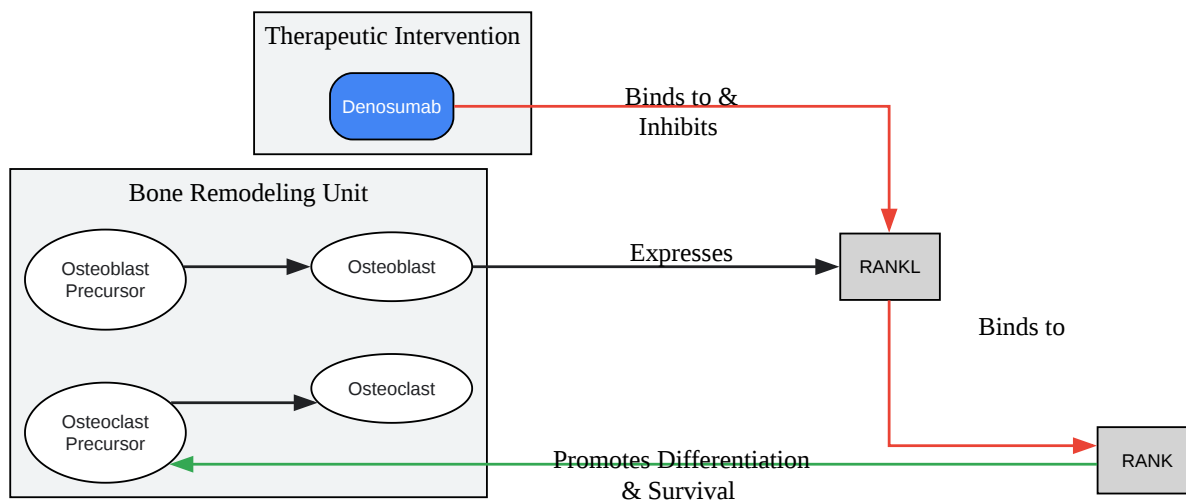 Therapeutic Intervention
Denosumab
Binds to &
Inhibits
Bone Remodeling Unit
Osteoblast
Precursor
Osteoblast
Expresses
RANKL
Binds to
Osteoclast
Precursor
Osteoclast
RANK
Promotes Differentiation
& Survival